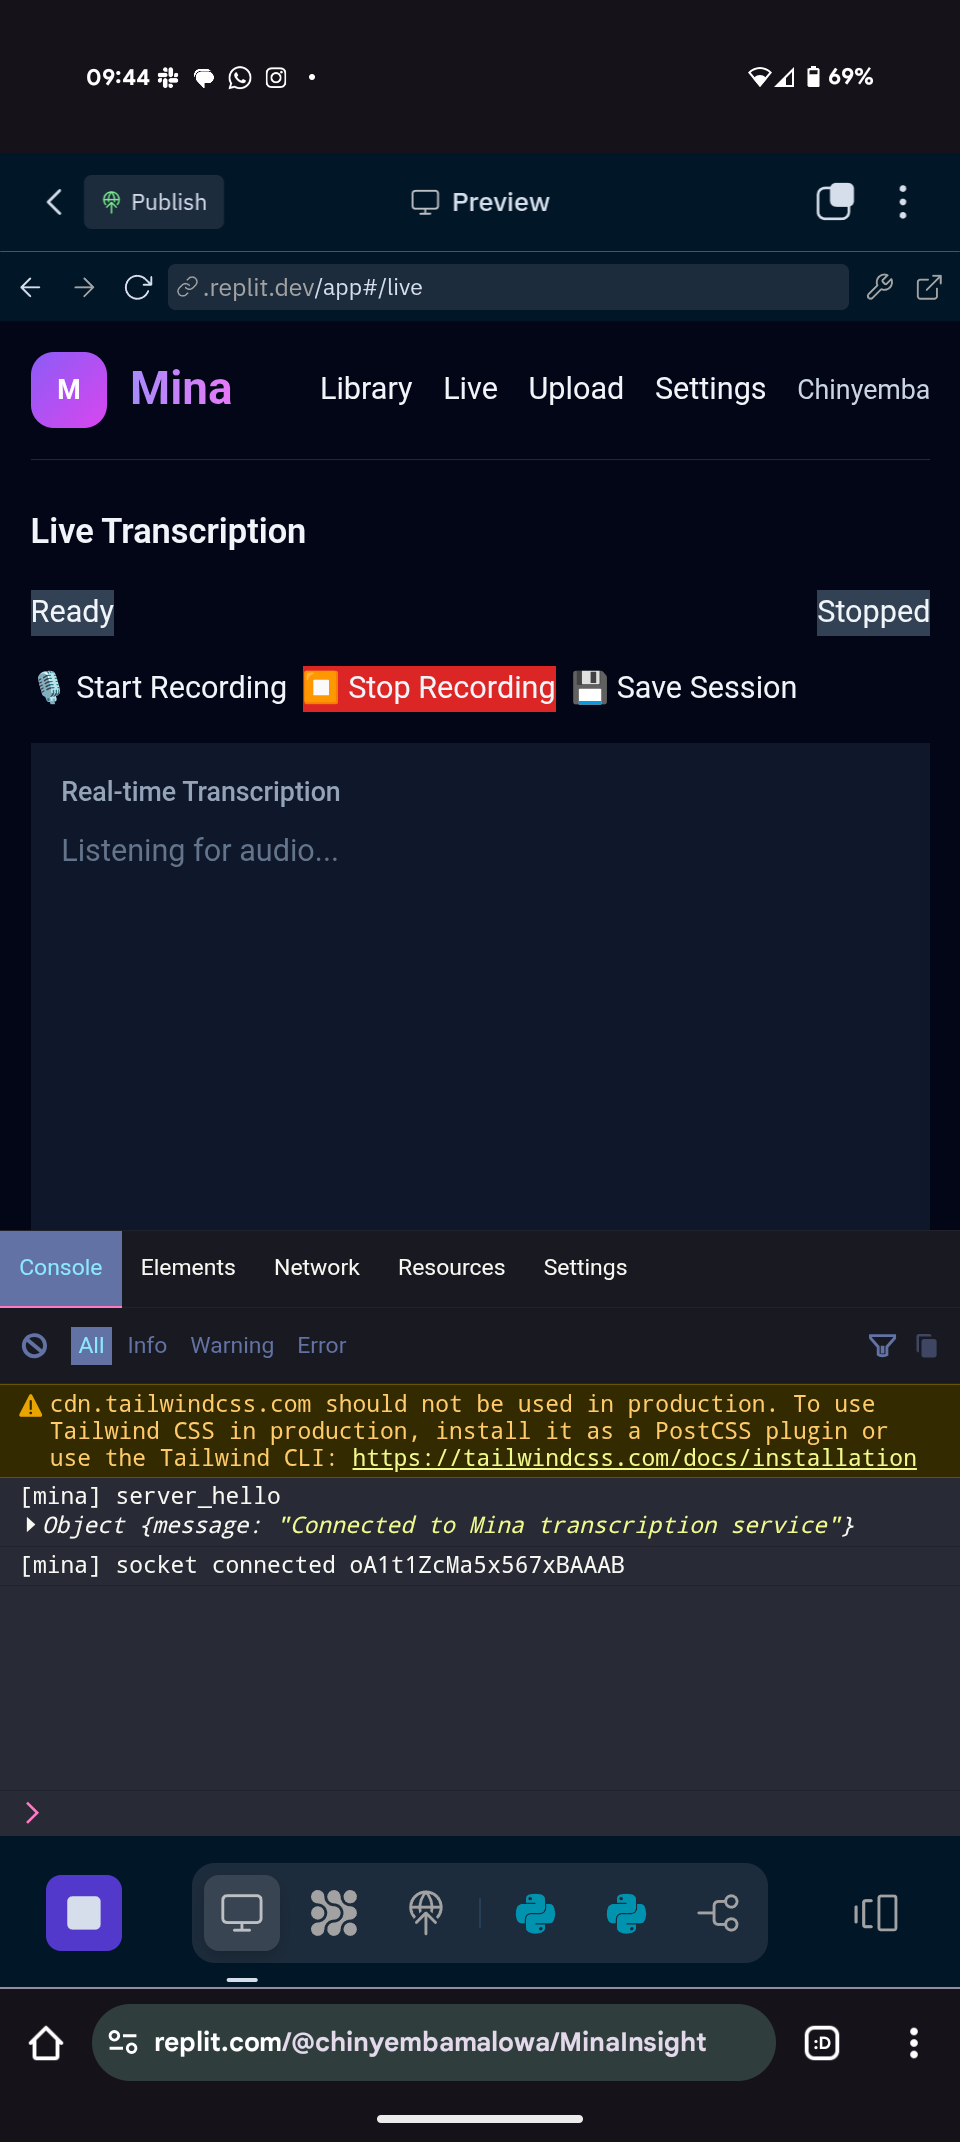 09:44
69%
Publish
Preview
.replit.dev/app#/live
M
Mina
Library
Live
Upload
Settings
Chinyemba
Live Transcription
Ready
Stopped
Start Recording
Stop Recording
Save Session
Real-time Transcription
Listening for audio...
Console
Elements
Network
Resources
Settings
All
Info
Warning
Error
cdn.tailwindcss.com should not be used in production. To use
Tailwind CSS in production, install it as a PostCSS plugin or
use the Tailwind CLI: https://tailwindcss.com/docs/installation
[mina] server_hello
Object {message: "Connected to Mina transcription service"}
[mina] socket connected oA1t1ZcMa5x567xBAAAB
replit.com/@chinyembamalowa/MinaInsight
:D